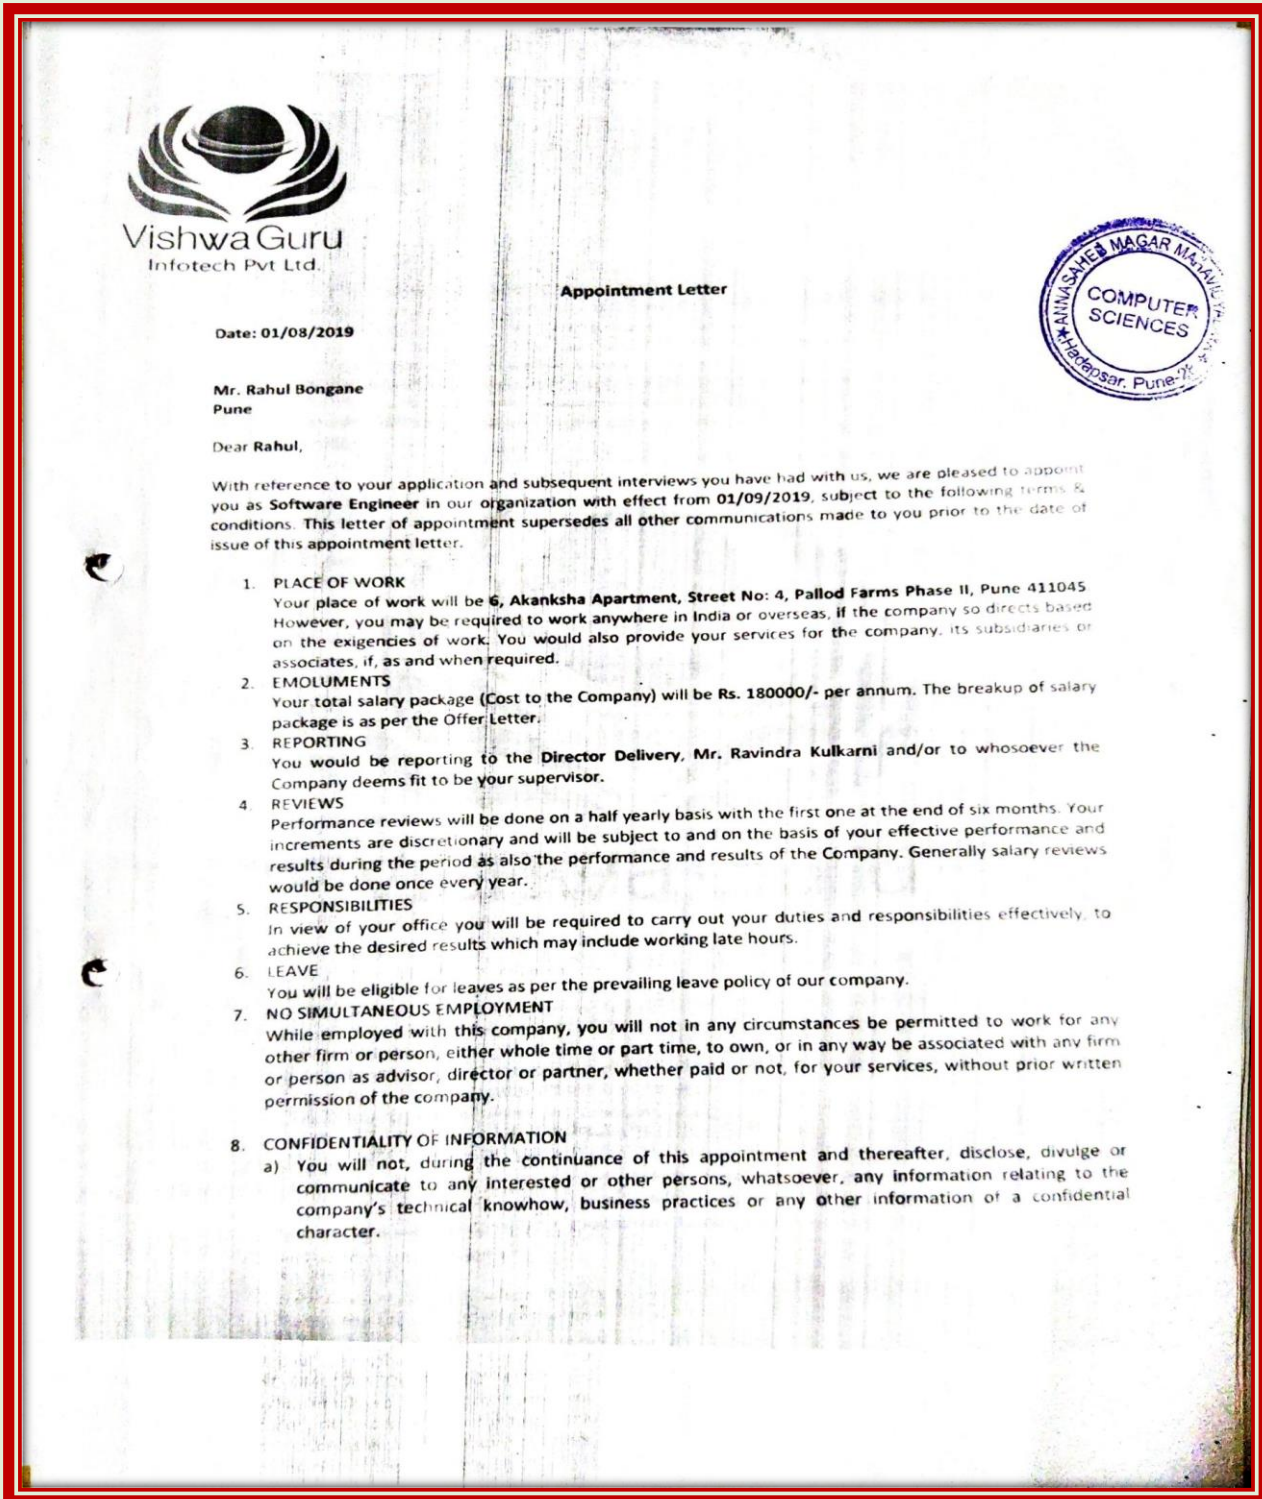 VishwaGuru
Infotech Pvt Ltd.
ANNASAHEB MAGAR
COMPUTER
SCIENCES
Hadapsar, Pune-28
Appointment Letter
Date: 01/08/2019
Mr. Rahul Bongane
Pune
Dear Rahul,
With reference to your application and subsequent interviews you have had with us, we are pleased to appoint
you as Software Engineer in our organization with effect from 01/09/2019, subject to the following terms &
conditions. This letter of appointment supersedes all other communications made to you prior to the date of
issue of this appointment letter.
1. PLACE OF WORK
Your place of work will be 6, Akanksha Apartment, Street No: 4, Pallod Farms Phase II, Pune 411045
However, you may be required to work anywhere in India or overseas, if the company so directs based
on the exigencies of work. You would also provide your services for the company, its subsidiaries or
associates, if, as and when required.
2. EMOLUMENTS
Your total salary package (Cost to the Company) will be Rs. 180000/- per annum. The breakup of salary
package is as per the Offer Letter.
3. REPORTING
You would be reporting to the Director Delivery, Mr. Ravindra Kulkarni and/or to whosoever the
Company deems fit to be your supervisor.
4. REVIEWS
Performance reviews will be done on a half yearly basis with the first one at the end of six months. Your
increments are discretionary and will be subject to and on the basis of your effective performance and
results during the period as also the performance and results of the Company. Generally salary reviews
would be done once every year.
5. RESPONSIBILITIES
In view of your office you will be required to carry out your duties and responsibilities effectively, to
achieve the desired results which may include working late hours.
6. LEAVE
You will be eligible for leaves as per the prevailing leave policy of our company.
7. NO SIMULTANEOUS EMPLOYMENT
While employed with this company, you will not in any circumstances be permitted to work for any
other firm or person, either whole time or part time, to own, or in any way be associated with any firm
or person as advisor, director or partner, whether paid or not, for your services, without prior written
permission of the company.
8. CONFIDENTIALITY OF INFORMATION
a) You will not, during the continuance of this appointment and thereafter, disclose, divulge or
communicate to any interested or other persons, whatsoever, any information relating to the
company's technical knowhow, business practices or any other information of a confidential
character.